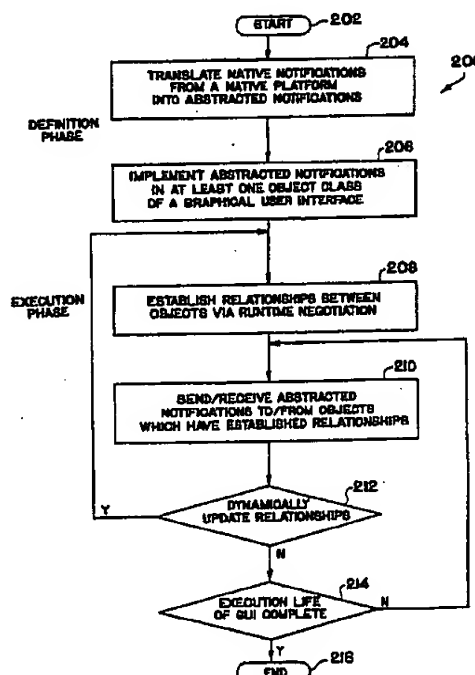 START
202
204
200
TRANSLATE NATIVE NOTIFICATIONS
FROM A NATIVE PLATFORM
INTO ABSTRACTED NOTIFICATIONS
DEFINITION
PHASE
206
IMPLEMENT ABSTRACTED NOTIFICATIONS
IN AT LEAST ONE OBJECT CLASS
OF A GRAPHICAL USER INTERFACE
EXECUTION
PHASE
208
ESTABLISH RELATIONSHIPS BETWEEN
OBJECTS VIA RUNTIME NEGOTIATION
210
SEND/RECEIVE ABSTRACTED
NOTIFICATIONS TO/FROM OBJECTS
WHICH HAVE ESTABLISHED RELATIONSHIPS
212
Y
DYNAMICALLY
UPDATE RELATIONSHIPS
N
214
EXECUTION LIFE
OF GUI COMPLETE
N
Y
END
216